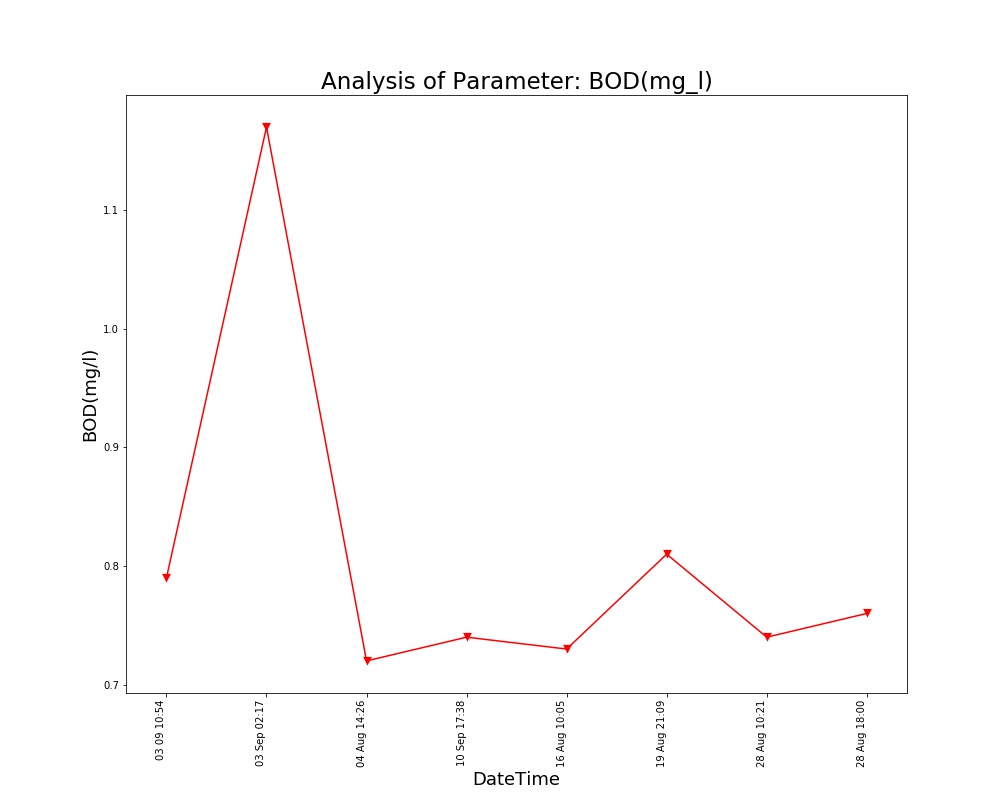 Analysis of Parameter: BOD(mg_l)
BOD(mg/l)
1.1
1.0
0.9
0.8
0.7
03 09 10:54
03 Sep 02:17
04 Aug 14:26
10 Sep 17:38
16 Aug 10:05
19 Aug 21:09
28 Aug 10:21
28 Aug 18:00
DateTime